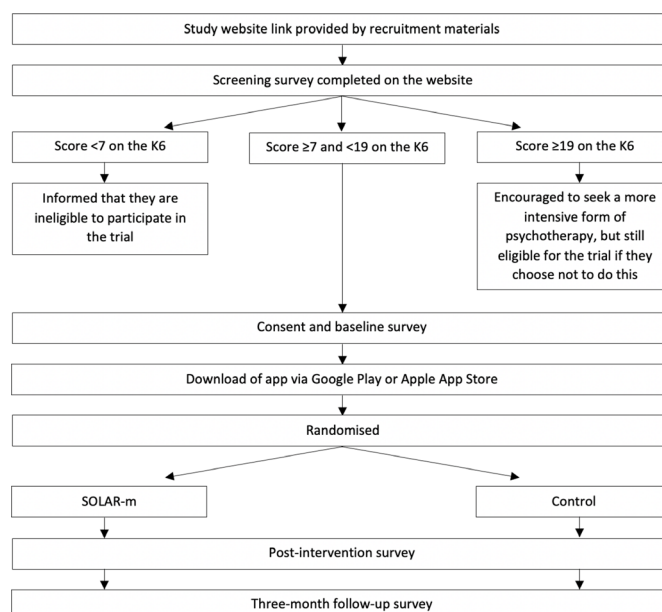 Study website link provided by recruitment materials
Screening survey completed on the website
Score <7 on the K6
Score ≥7 and <19 on the K6
Score ≥19 on the K6
Informed that they are
ineligible to participate in
the trial
Encouraged to seek a more
intensive form of
psychotherapy, but still
eligible for the trial if they
choose not to do this
Consent and baseline survey
Download of app via Google Play or Apple App Store
Randomised
SOLAR-m
Control
Post-intervention survey
Three-month follow-up survey